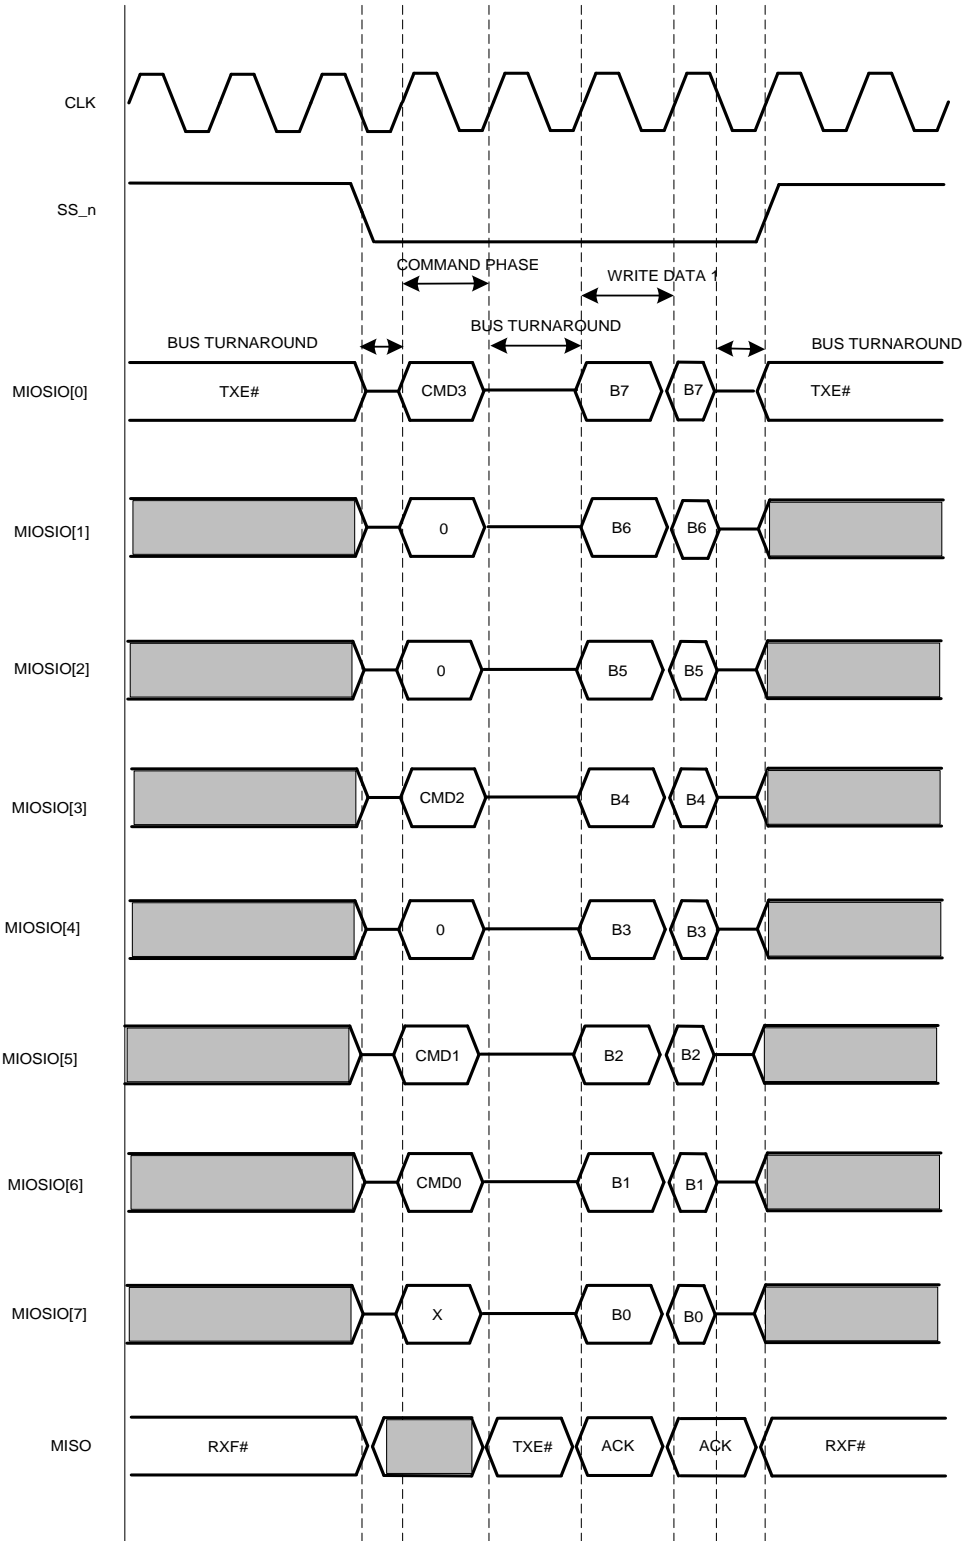 CLK
SS_n
COMMAND PHASE
WRITE DATA 1
BUS TURNAROUND
BUS TURNAROUND
BUS TURNAROUND
MIOSIO[0] TXE# CMD3 B7 B7 TXE#
MIOSIO[1] 0 B6 B6
MIOSIO[2] 0 B5 B5
MIOSIO[3] CMD2 B4 B4
MIOSIO[4] 0 B3 B3
MIOSIO[5] CMD1 B2 B2
MIOSIO[6] CMD0 B1 B1
MIOSIO[7] X B0 B0
MISO RXF# TXE# ACK ACK RXF#